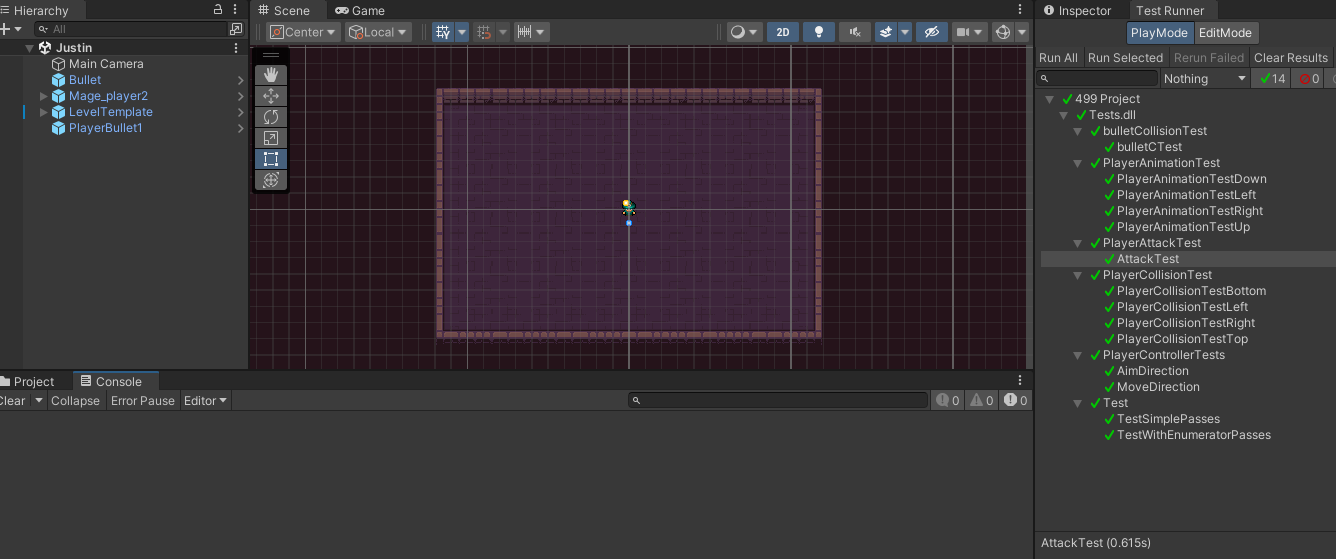 Hierarchy
All
Justin
Main Camera
Bullet
Mage_player2
LevelTemplate
PlayerBullet1
Scene
Game
Center
Local
2D
Project
Console
Clear
Collapse
Error Pause
Editor
0
0
0
Inspector
Test Runner
PlayMode
EditMode
Run All
Run Selected
Rerun Failed
Clear Results
Nothing
14
0
499 Project
Tests.dll
bulletCollisionTest
bulletCTest
PlayerAnimationTest
PlayerAnimationTestDown
PlayerAnimationTestLeft
PlayerAnimationTestRight
PlayerAnimationTestUp
PlayerAttackTest
AttackTest
PlayerCollisionTest
PlayerCollisionTestBottom
PlayerCollisionTestLeft
PlayerCollisionTestRight
PlayerCollisionTestTop
PlayerControllerTests
AimDirection
MoveDirection
Test
TestSimplePasses
TestWithEnumeratorPasses
AttackTest (0.615s)